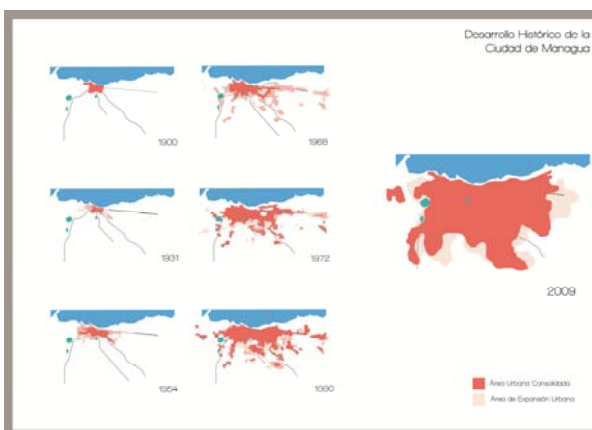 Desarrollo Histórico de la
Ciudad de Managua
1900
1968
1931
1972
2009
1954
1990
Área Urbana Consolidada
Área de Expansión Urbana